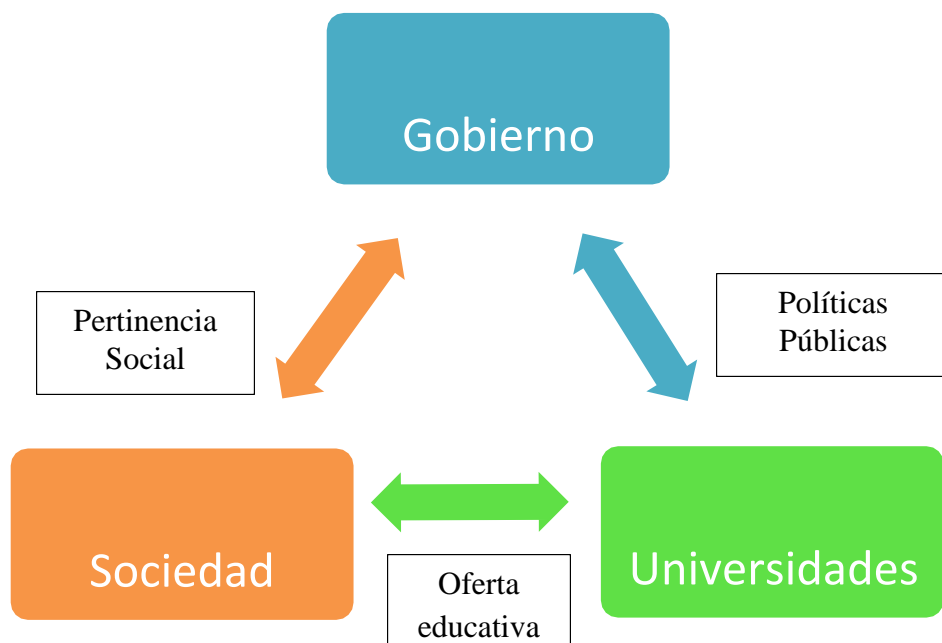 Gobierno
Pertinencia
Social
Políticas
Públicas
Sociedad
Universidades
Oferta
educativa